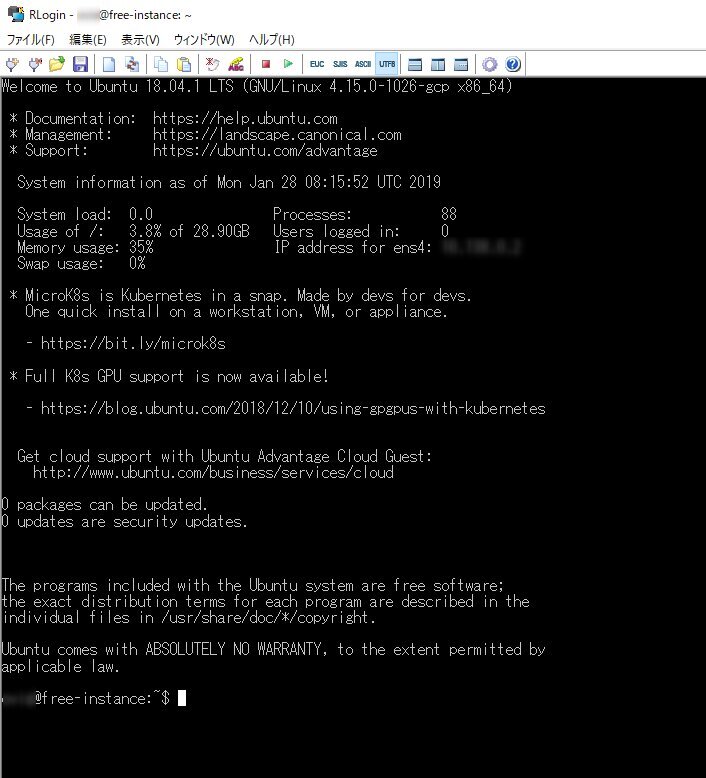 RLogin - @free-instance: ~
ファイル(F) 編集(E) 表示(V) ウィンドウ(W) ヘルプ(H)
EUC SJIS ASCII UTF8
Welcome to Ubuntu 18.04.1 LTS (GNU/Linux 4.15.0-1026-gcp x86_64)
* Documentation: https://help.ubuntu.com
* Management: https://landscape.canonical.com
* Support: https://ubuntu.com/advantage
System information as of Mon Jan 28 08:15:52 UTC 2019
System load: 0.0 Processes: 88
Usage of /: 3.8% of 28.90GB Users logged in: 0
Memory usage: 35% IP address for ens4:
Swap usage: 0%
* MicroK8s is Kubernetes in a snap. Made by devs for devs.
One quick install on a workstation, VM, or appliance.
- https://bit.ly/microk8s
* Full K8s GPU support is now available!
- https://blog.ubuntu.com/2018/12/10/using-gpgpus-with-kubernetes
Get cloud support with Ubuntu Advantage Cloud Guest:
http://www.ubuntu.com/business/services/cloud
0 packages can be updated.
0 updates are security updates.
The programs included with the Ubuntu system are free software;
the exact distribution terms for each program are described in the
individual files in /usr/share/doc/*/copyright.
Ubuntu comes with ABSOLUTELY NO WARRANTY, to the extent permitted by
applicable law.
@free-instance:~$